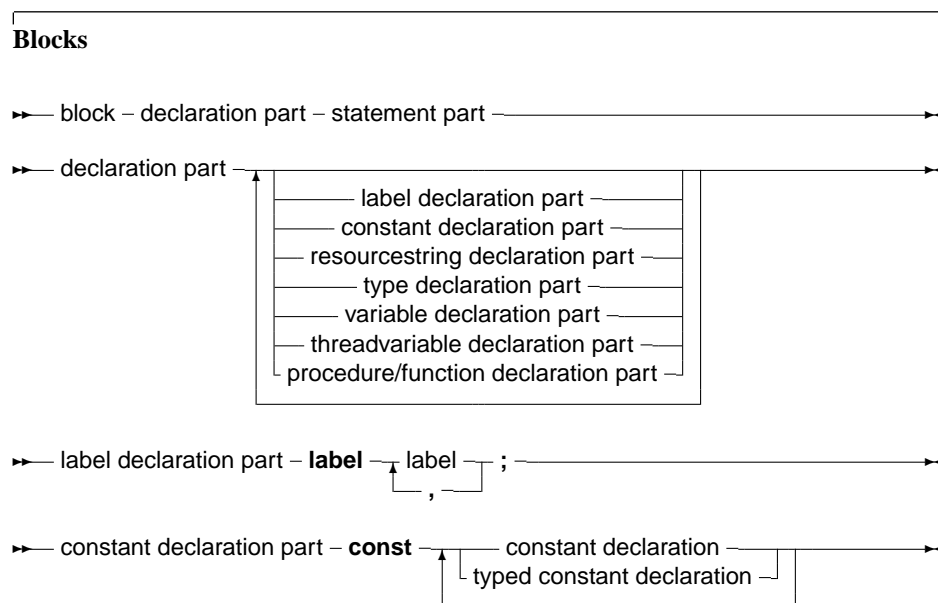 Blocks
block declaration part statement part
declaration part
label declaration part
constant declaration part
resourcestring declaration part
type declaration part
variable declaration part
threadvariable declaration part
procedure/function declaration part
label declaration part label label ;
,
constant declaration part const constant declaration
typed constant declaration